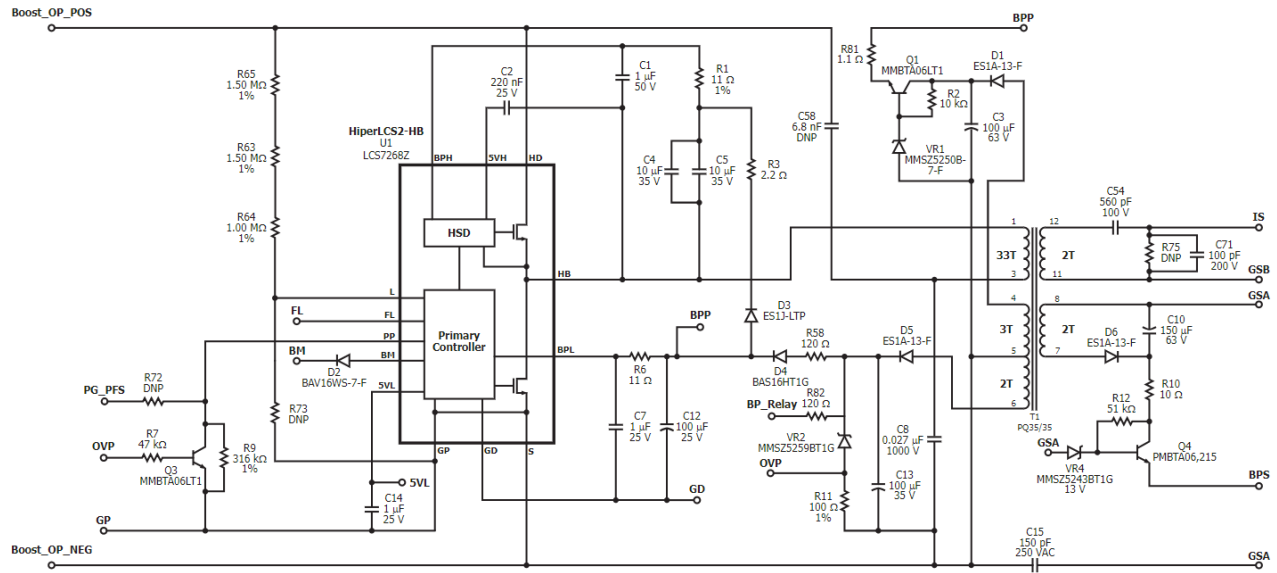 Boost_OP_POS
BPP
R81
1.1 Ω
Q1
MMBTA06LT1
D1
ES1A-13-F
R65
1.50 MΩ
1%
C2
220 nF
25 V
C1
1 µF
50 V
R1
11 Ω
1%
R2
10 kΩ
C3
100 µF
63 V
C58
6.8 nF
DNP
HiperLCS2-HB
U1
LCS7268Z
VR1
MMSZ5250B-
7-F
R63
1.50 MΩ
1%
BPH
5VH
HD
C4
10 µF
35 V
C5
10 µF
35 V
R3
2.2 Ω
C54
560 pF
100 V
R64
1.00 MΩ
1%
HSD
1
12
IS
33T
2T
R75
DNP
C71
100 pF
200 V
HB
3
11
GSB
L
GSA
FL
FL
D3
ES1J-LTP
4
8
PP
Primary
Controller
BPP
R58
120 Ω
D5
ES1A-13-F
3T
2T
D6
ES1A-13-F
C10
150 µF
63 V
BM
BM
BPL
5
7
D2
BAV16WS-7-F
R6
11 Ω
D4
BAS16HT1G
2T
R10
10 Ω
PG_PFS
R72
DNP
5VL
R82
120 Ω
BP_Relay
6
T1
PQ35/35
R12
51 kΩ
R73
DNP
C7
1 µF
25 V
C12
100 µF
25 V
C8
0.027 µF
1000 V
OVP
R7
47 kΩ
R9
316 kΩ
1%
VR2
MMSZ5259BT1G
GSA
Q4
PMBTA06,215
Q3
MMBTA06LT1
GP
GD
S
OVP
C13
100 µF
35 V
VR4
MMSZ5243BT1G
13 V
BPS
5VL
C14
1 µF
25 V
GD
R11
100 Ω
1%
GP
C15
150 pF
250 VAC
Boost_OP_NEG
GSA